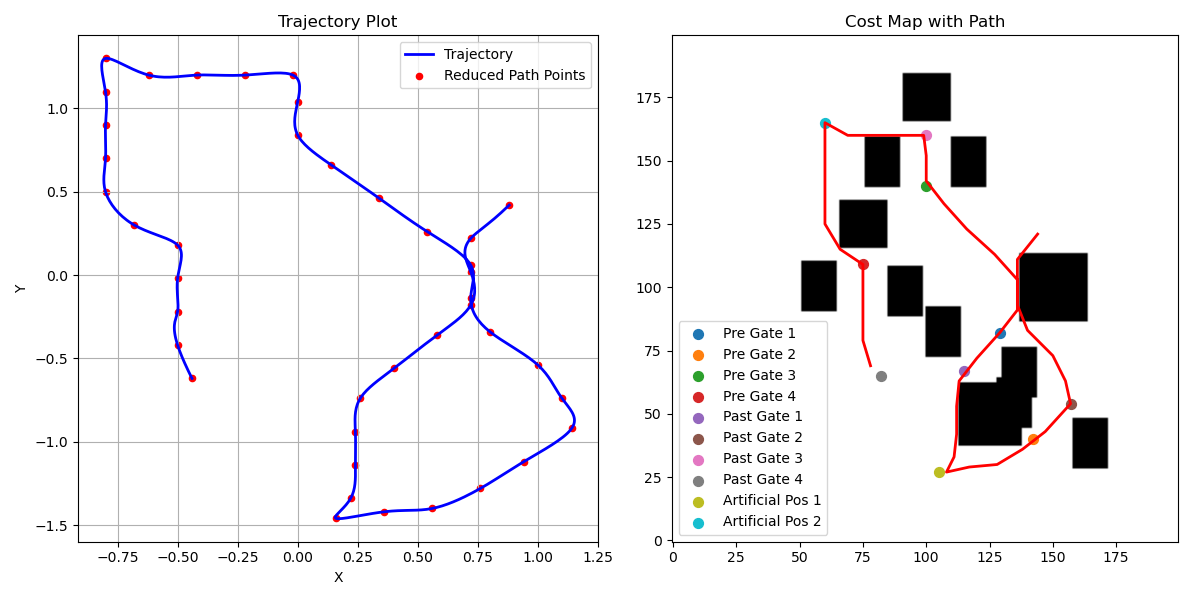 Trajectory Plot
Trajectory
Reduced Path Points
1.0
0.5
0.0
−0.5
−1.0
−1.5
Y
−0.75
−0.50
−0.25
0.00
0.25
0.50
0.75
1.00
1.25
X
Cost Map with Path
175
150
125
100
75
50
25
0
Pre Gate 1
Pre Gate 2
Pre Gate 3
Pre Gate 4
Past Gate 1
Past Gate 2
Past Gate 3
Past Gate 4
Artificial Pos 1
Artificial Pos 2
0
25
50
75
100
125
150
175